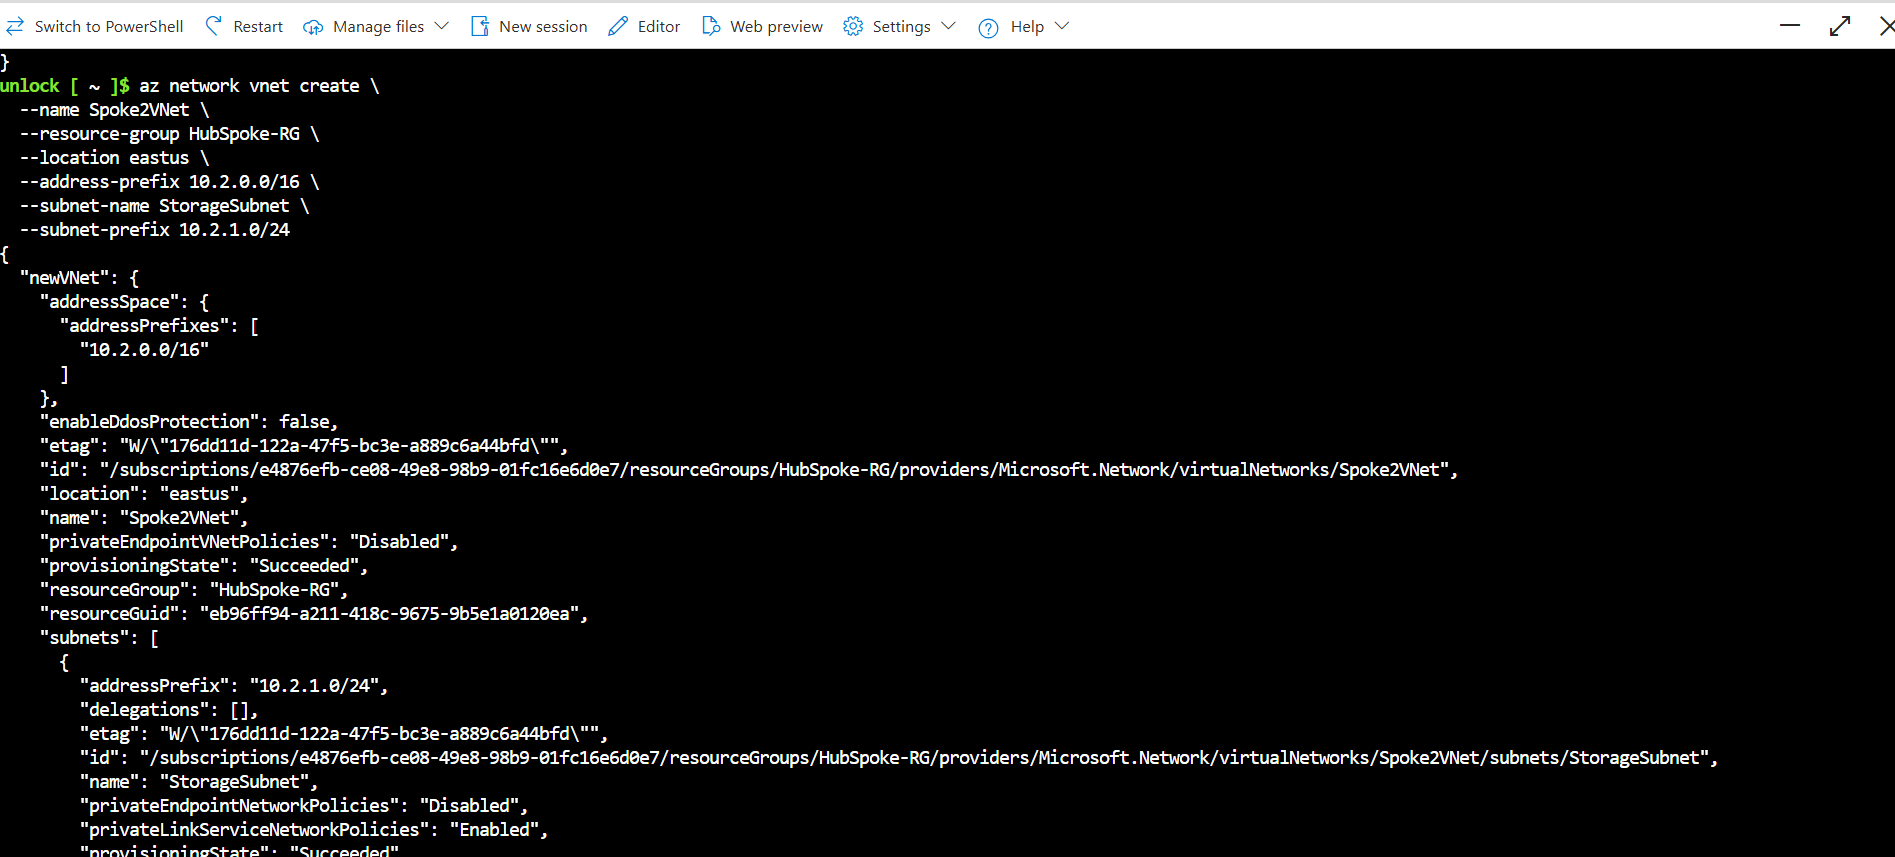 Switch to PowerShell Restart Manage files New session Editor Web preview Settings Help
}
unlock [ ~ ]$ az network vnet create \
  --name Spoke2VNet \
  --resource-group HubSpoke-RG \
  --location eastus \
  --address-prefix 10.2.0.0/16 \
  --subnet-name StorageSubnet \
  --subnet-prefix 10.2.1.0/24
{
  "newVNet": {
    "addressSpace": {
      "addressPrefixes": [
        "10.2.0.0/16"
      ]
    },
    "enableDdosProtection": false,
    "etag": "W/\"176dd11d-122a-47f5-bc3e-a889c6a44bfd\"",
    "id": "/subscriptions/e4876efb-ce08-49e8-98b9-01fc16e6d0e7/resourceGroups/HubSpoke-RG/providers/Microsoft.Network/virtualNetworks/Spoke2VNet",
    "location": "eastus",
    "name": "Spoke2VNet",
    "privateEndpointVNetPolicies": "Disabled",
    "provisioningState": "Succeeded",
    "resourceGroup": "HubSpoke-RG",
    "resourceGuid": "eb96ff94-a211-418c-9675-9b5e1a0120ea",
    "subnets": [
      {
        "addressPrefix": "10.2.1.0/24",
        "delegations": [],
        "etag": "W/\"176dd11d-122a-47f5-bc3e-a889c6a44bfd\"",
        "id": "/subscriptions/e4876efb-ce08-49e8-98b9-01fc16e6d0e7/resourceGroups/HubSpoke-RG/providers/Microsoft.Network/virtualNetworks/Spoke2VNet/subnets/StorageSubnet",
        "name": "StorageSubnet",
        "privateEndpointNetworkPolicies": "Disabled",
        "privateLinkServiceNetworkPolicies": "Enabled",
        "provisioningState": "Succeeded"